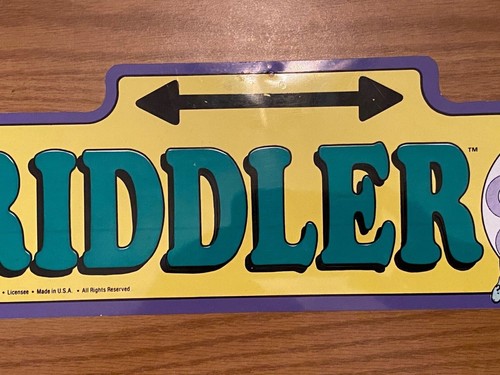 RIDDLER™
• Licensee • Made in U.S.A. • All Rights Reserved